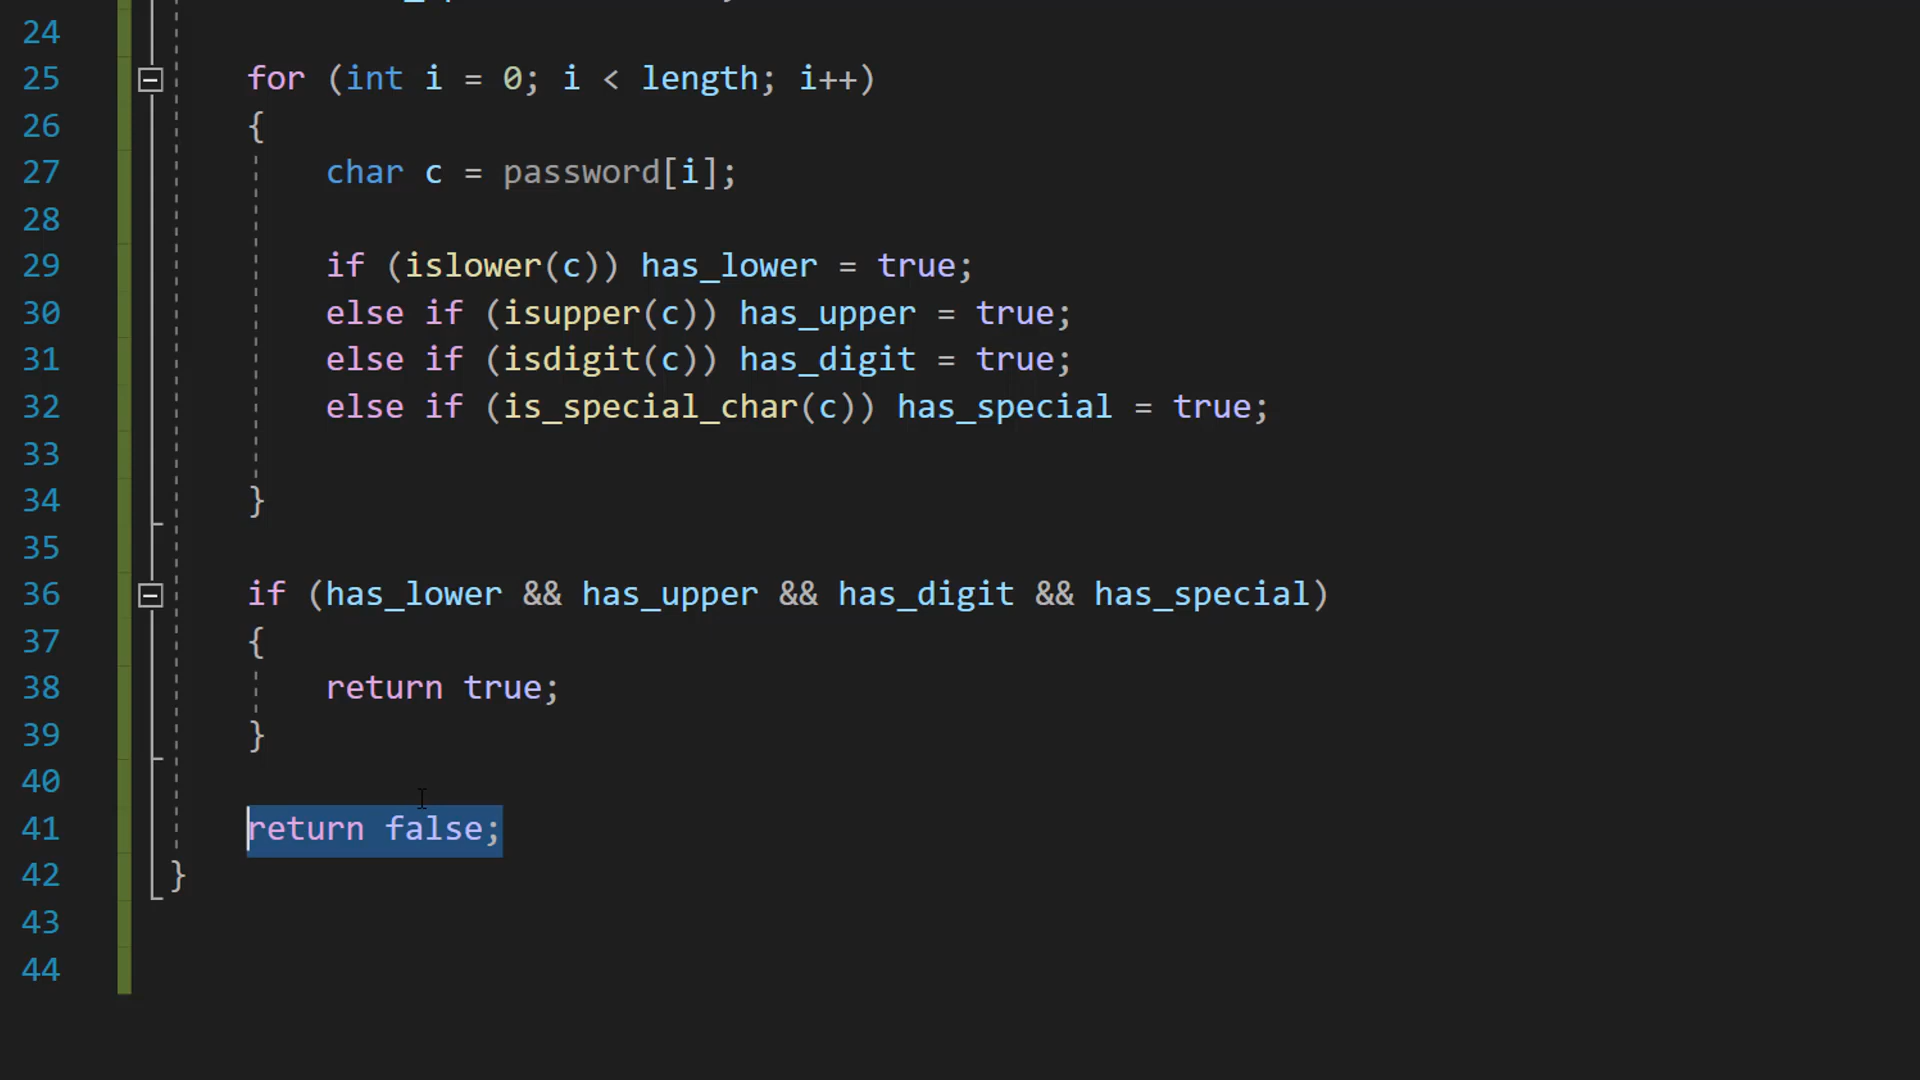 24
25 for (int i = 0; i < length; i++)
26 {
27 char c = password[i];
28
29 if (islower(c)) has_lower = true;
30 else if (isupper(c)) has_upper = true;
31 else if (isdigit(c)) has_digit = true;
32 else if (is_special_char(c)) has_special = true;
33
34 }
35
36 if (has_lower && has_upper && has_digit && has_special)
37 {
38 return true;
39 }
40
41 return false;
42 }
43
44